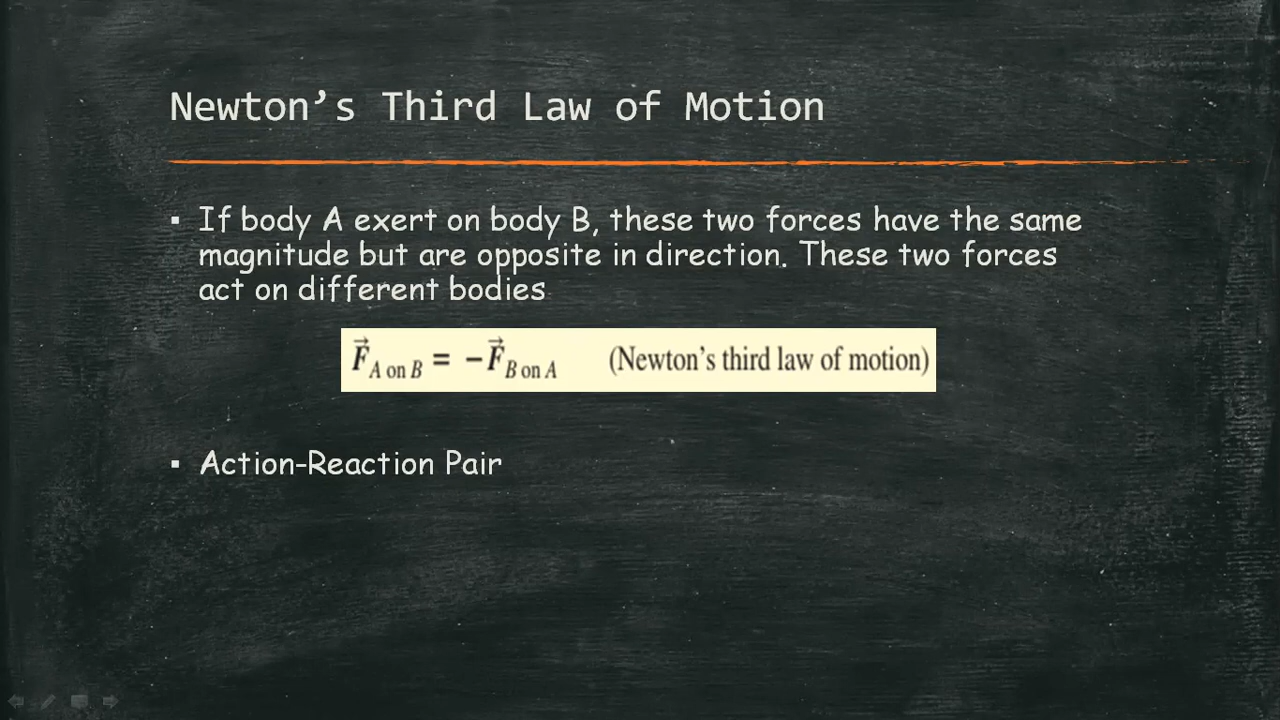 Newton’s Third Law of Motion
▪ If body A exert on body B, these two forces have the same
magnitude but are opposite in direction. These two forces
act on different bodies
F⃗ A on B = −F⃗ B on A (Newton’s third law of motion)
▪ Action-Reaction Pair